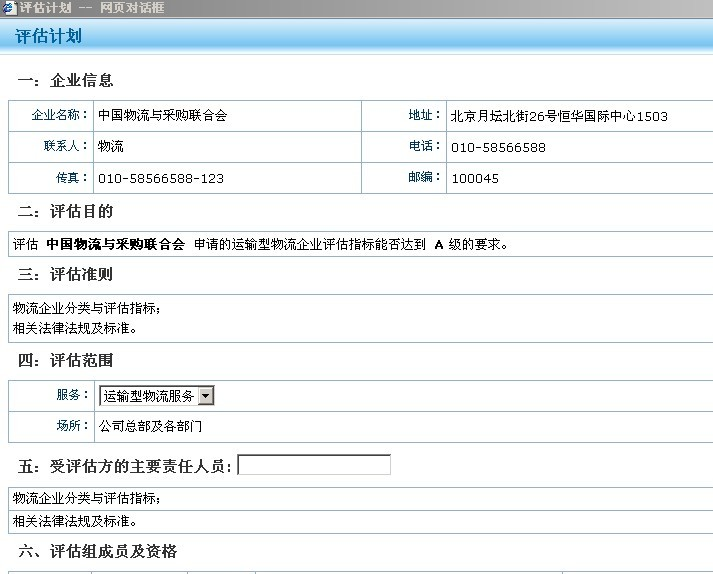 评估计划 -- 网页对话框
评估计划
一：企业信息
企业名称： 中国物流与采购联合会 地址： 北京月坛北街26号恒华国际中心1503
联系人： 物流 电话： 010-58566588
传真： 010-58566588-123 邮编： 100045
二：评估目的
评估 中国物流与采购联合会 申请的运输型物流企业评估指标能否达到 A 级的要求。
三：评估准则
物流企业分类与评估指标；
相关法律法规及标准。
四：评估范围
服务： 运输型物流服务
场所： 公司总部及各部门
五：受评估方的主要责任人员:
物流企业分类与评估指标；
相关法律法规及标准。
六、评估组成员及资格